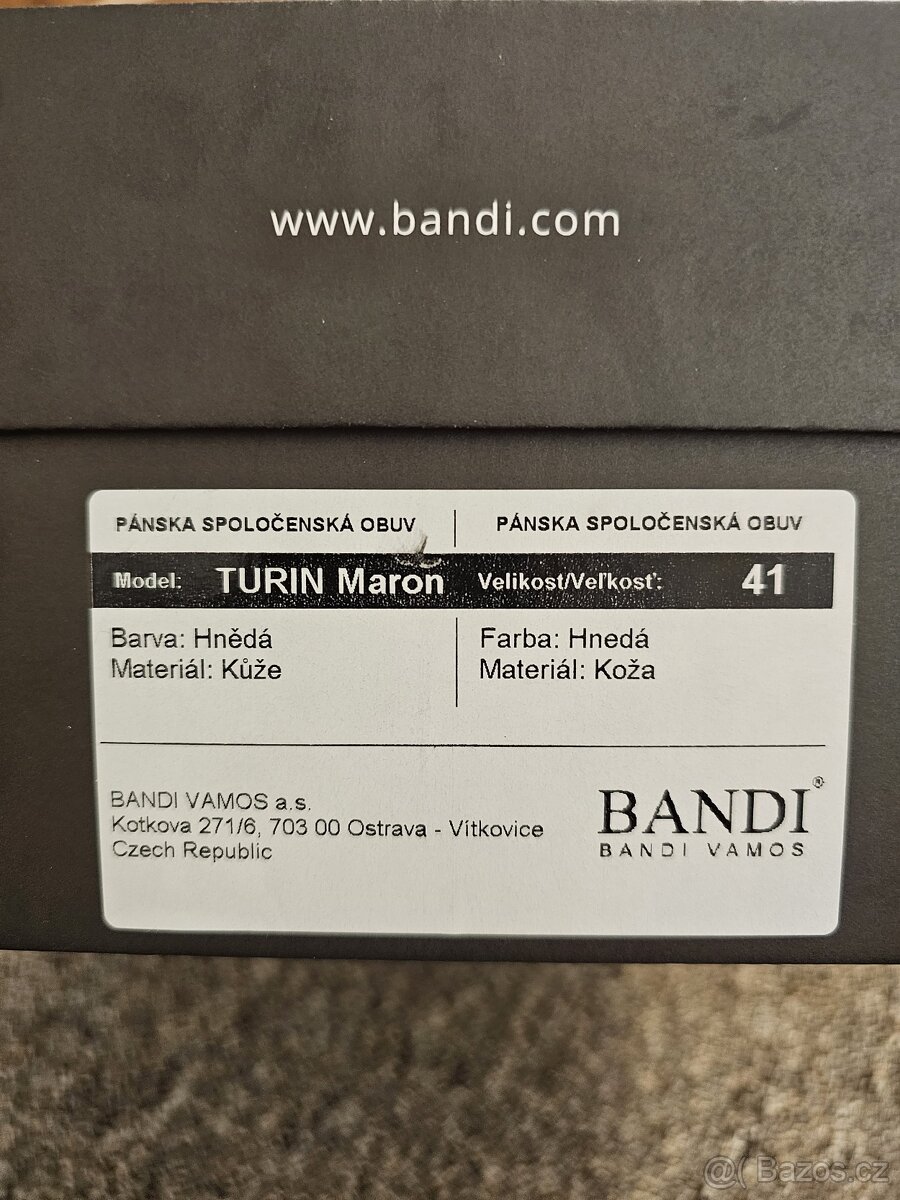 www.bandi.com
PÁNSKA SPOLOČENSKÁ OBUV | PÁNSKA SPOLOČENSKÁ OBUV
Model: TURIN Maron Velikost/Veľkosť: 41
Barva: Hnědá
Materiál: Kůže
Farba: Hnedá
Materiál: Koža
BANDI VAMOS a.s.
Kotkova 271/6, 703 00 Ostrava - Vítkovice
Czech Republic
BANDI®
BANDI VAMOS
@( Bazos.cz